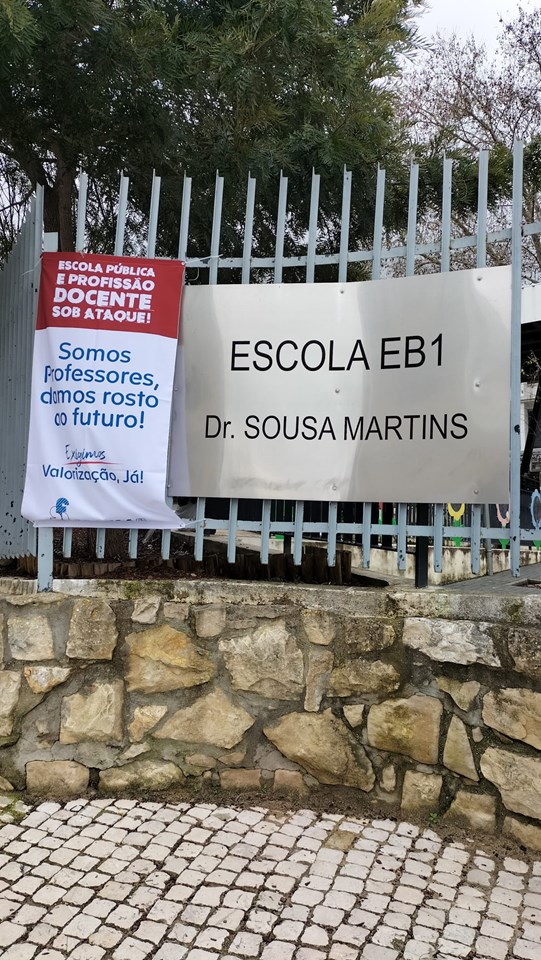 ESCOLA PÚBLICA
E PROFISSÃO
DOCENTE
SOB ATAQUE!
Somos
Professores,
damos rosto
ao futuro!
Exigimos
Valorização, Já!
ESCOLA EB1
Dr. SOUSA MARTINS